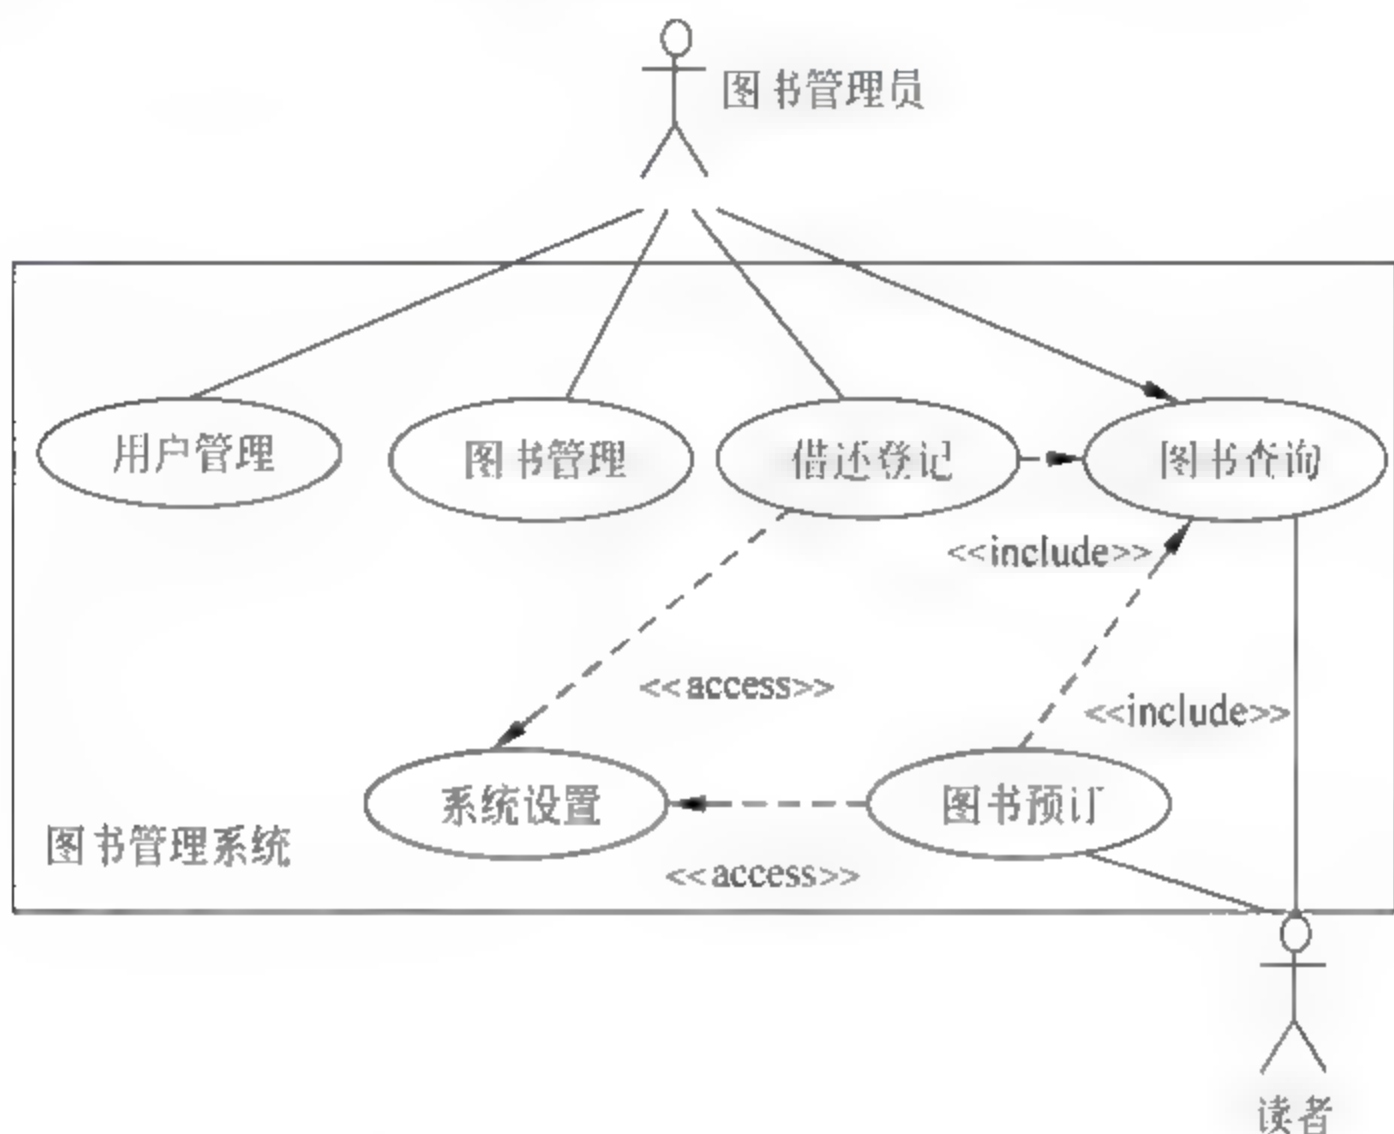 图书管理员
用户管理
图书管理
借还登记
图书查询
<<include>>
<<access>>
<<include>>
系统设置
图书预订
图书管理系统
<<access>>
读者